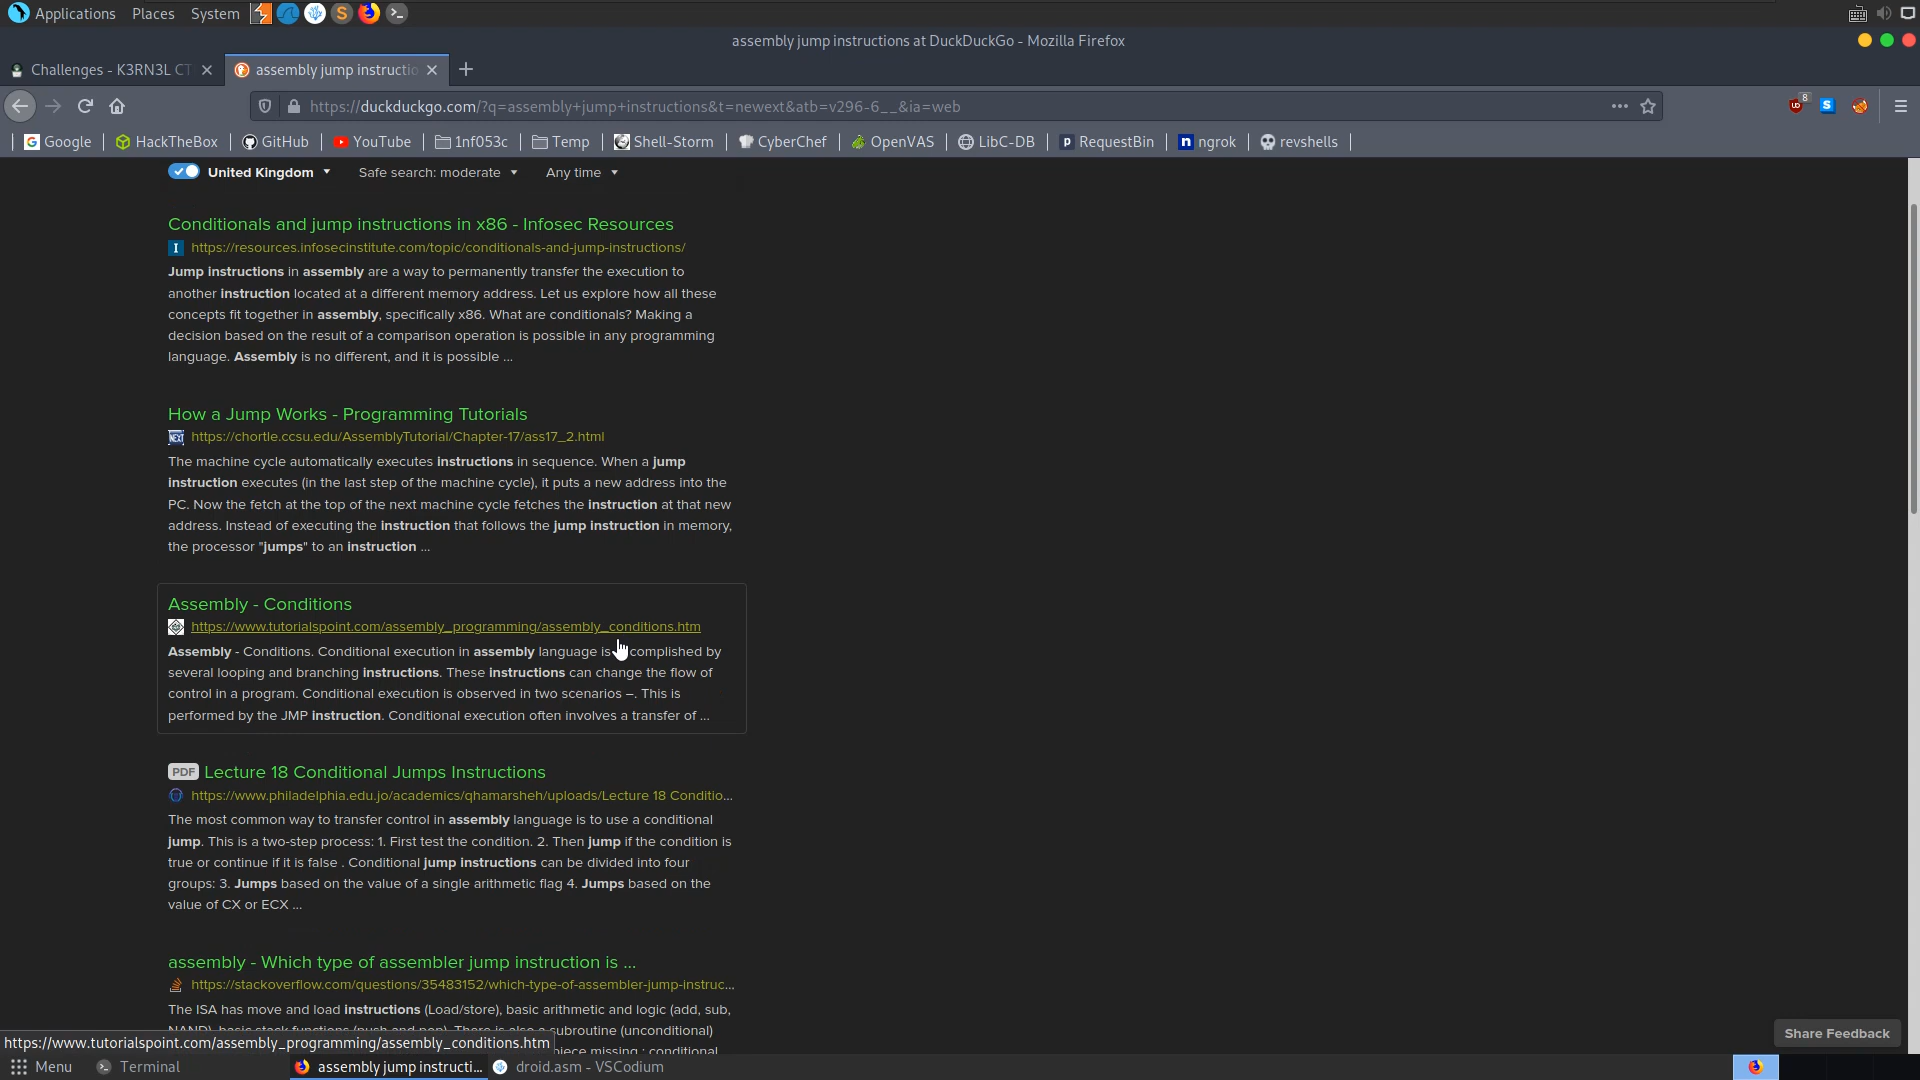 Applications Places System
assembly jump instructions at DuckDuckGo - Mozilla Firefox
Challenges - K3RN3L CT
assembly jump instructio
https://duckduckgo.com/?q=assembly+jump+instructions&t=newext&atb=v296-6__&ia=web
8
Google HackTheBox GitHub YouTube 1nf053c Temp Shell-Storm CyberChef OpenVAS LibC-DB RequestBin ngrok revshells
United Kingdom Safe search: moderate Any time
Conditionals and jump instructions in x86 - Infosec Resources
https://resources.infosecinstitute.com/topic/conditionals-and-jump-instructions/
Jump instructions in assembly are a way to permanently transfer the execution to
another instruction located at a different memory address. Let us explore how all these
concepts fit together in assembly, specifically x86. What are conditionals? Making a
decision based on the result of a comparison operation is possible in any programming
language. Assembly is no different, and it is possible ...
How a Jump Works - Programming Tutorials
NEXT https://chortle.ccsu.edu/AssemblyTutorial/Chapter-17/ass17_2.html
The machine cycle automatically executes instructions in sequence. When a jump
instruction executes (in the last step of the machine cycle), it puts a new address into the
PC. Now the fetch at the top of the next machine cycle fetches the instruction at that new
address. Instead of executing the instruction that follows the jump instruction in memory,
the processor "jumps" to an instruction ...
Assembly - Conditions
https://www.tutorialspoint.com/assembly_programming/assembly_conditions.htm
Assembly - Conditions. Conditional execution in assembly language is complished by
several looping and branching instructions. These instructions can change the flow of
control in a program. Conditional execution is observed in two scenarios –. This is
performed by the JMP instruction. Conditional execution often involves a transfer of ...
PDF Lecture 18 Conditional Jumps Instructions
https://www.philadelphia.edu.jo/academics/qhamarsheh/uploads/Lecture 18 Conditio...
The most common way to transfer control in assembly language is to use a conditional
jump. This is a two-step process: 1. First test the condition. 2. Then jump if the condition is
true or continue if it is false . Conditional jump instructions can be divided into four
groups: 3. Jumps based on the value of a single arithmetic flag 4. Jumps based on the
value of CX or ECX ...
assembly - Which type of assembler jump instruction is ...
https://stackoverflow.com/questions/35483152/which-type-of-assembler-jump-instruc...
The ISA has move and load instructions (Load/store), basic arithmetic and logic (add, sub,
NAND), basic stack functions (push and pop). There is also a subroutine (unconditional)
piece missing : conditional
Share Feedback
https://www.tutorialspoint.com/assembly_programming/assembly_conditions.htm
Menu Terminal assembly jump instructi... droid.asm - VSCodium